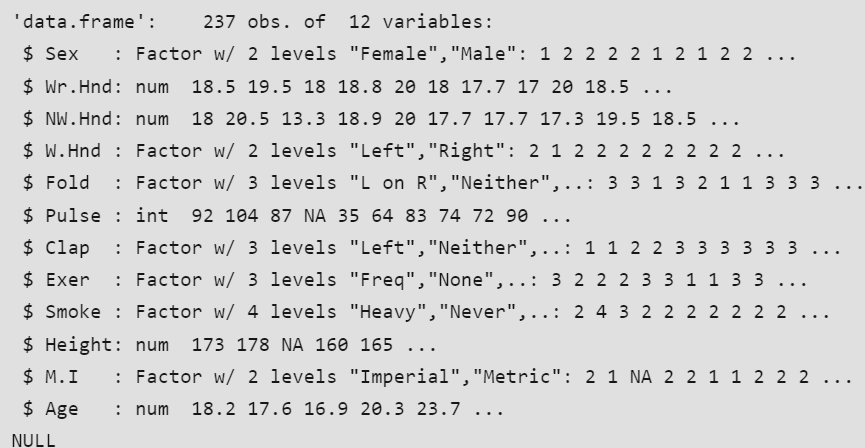 'data.frame':    237 obs. of  12 variables:
 $ Sex   : Factor w/ 2 levels "Female","Male": 1 2 2 2 2 1 2 1 2 2 ...
 $ Wr.Hnd: num  18.5 19.5 18 18.8 20 18 17.7 17 20 18.5 ...
 $ NW.Hnd: num  18 20.5 13.3 18.9 20 17.7 17.7 17.3 19.5 18.5 ...
 $ W.Hnd : Factor w/ 2 levels "Left","Right": 2 1 2 2 2 2 2 2 2 2 ...
 $ Fold  : Factor w/ 3 levels "L on R","Neither",..: 3 3 1 3 2 1 1 3 3 3 ...
 $ Pulse : int  92 104 87 NA 35 64 83 74 72 90 ...
 $ Clap  : Factor w/ 3 levels "Left","Neither",..: 1 1 2 2 3 3 3 3 3 3 ...
 $ Exer  : Factor w/ 3 levels "Freq","None",..: 3 2 2 2 3 3 1 1 3 3 ...
 $ Smoke : Factor w/ 4 levels "Heavy","Never",..: 2 4 3 2 2 2 2 2 2 2 ...
 $ Height: num  173 178 NA 160 165 ...
 $ M.I   : Factor w/ 2 levels "Imperial","Metric": 2 1 NA 2 2 1 1 2 2 2 ...
 $ Age   : num  18.2 17.6 16.9 20.3 23.7 ...
NULL